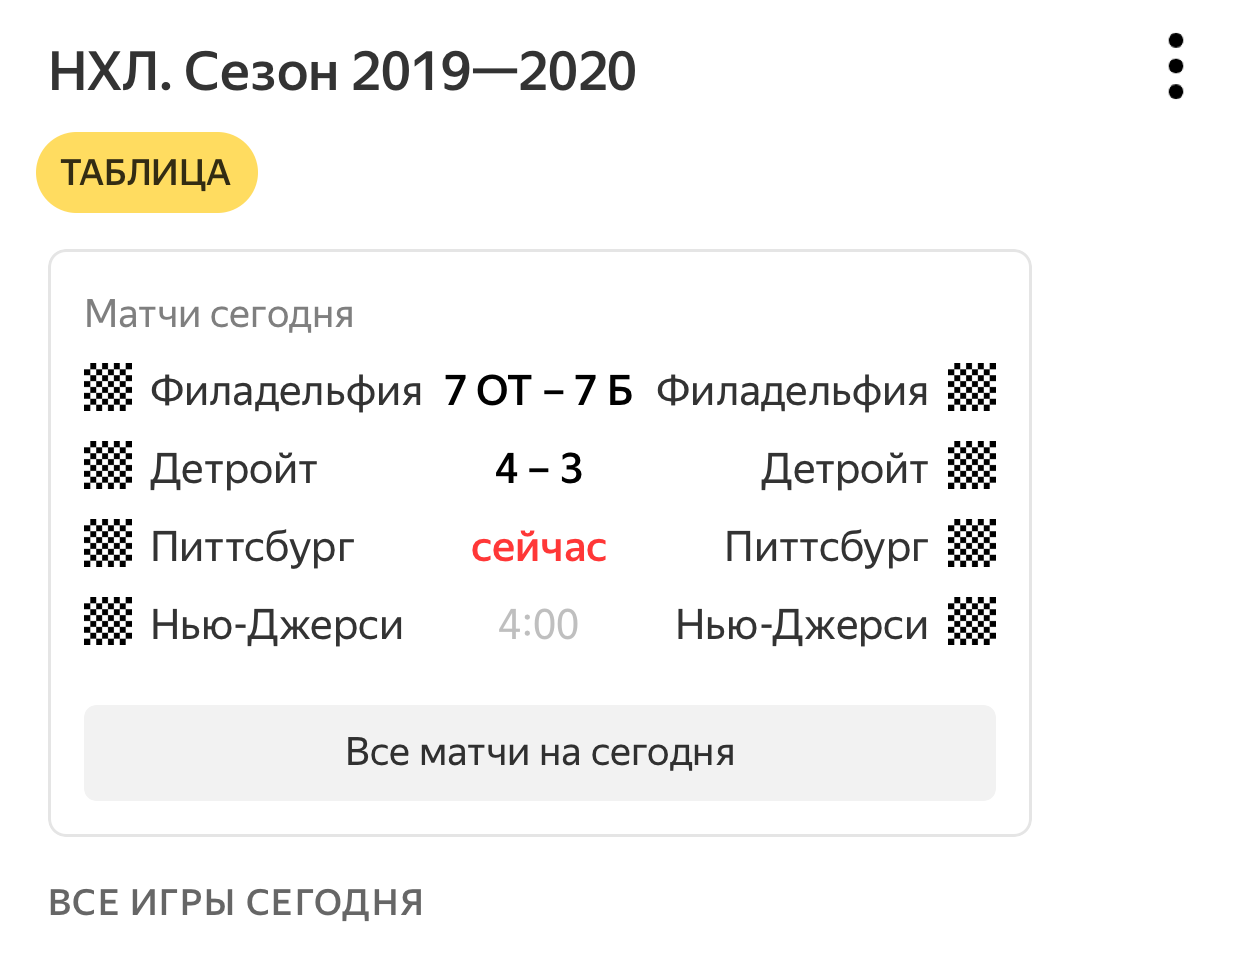 НХЛ. Сезон 2019—2020
ТАБЛИЦА
Матчи сегодня
Филадельфия 7 ОТ – 7 Б Филадельфия
Детройт 4 – 3 Детройт
Питтсбург сейчас Питтсбург
Нью-Джерси 4:00 Нью-Джерси
Все матчи на сегодня
ВСЕ ИГРЫ СЕГОДНЯ